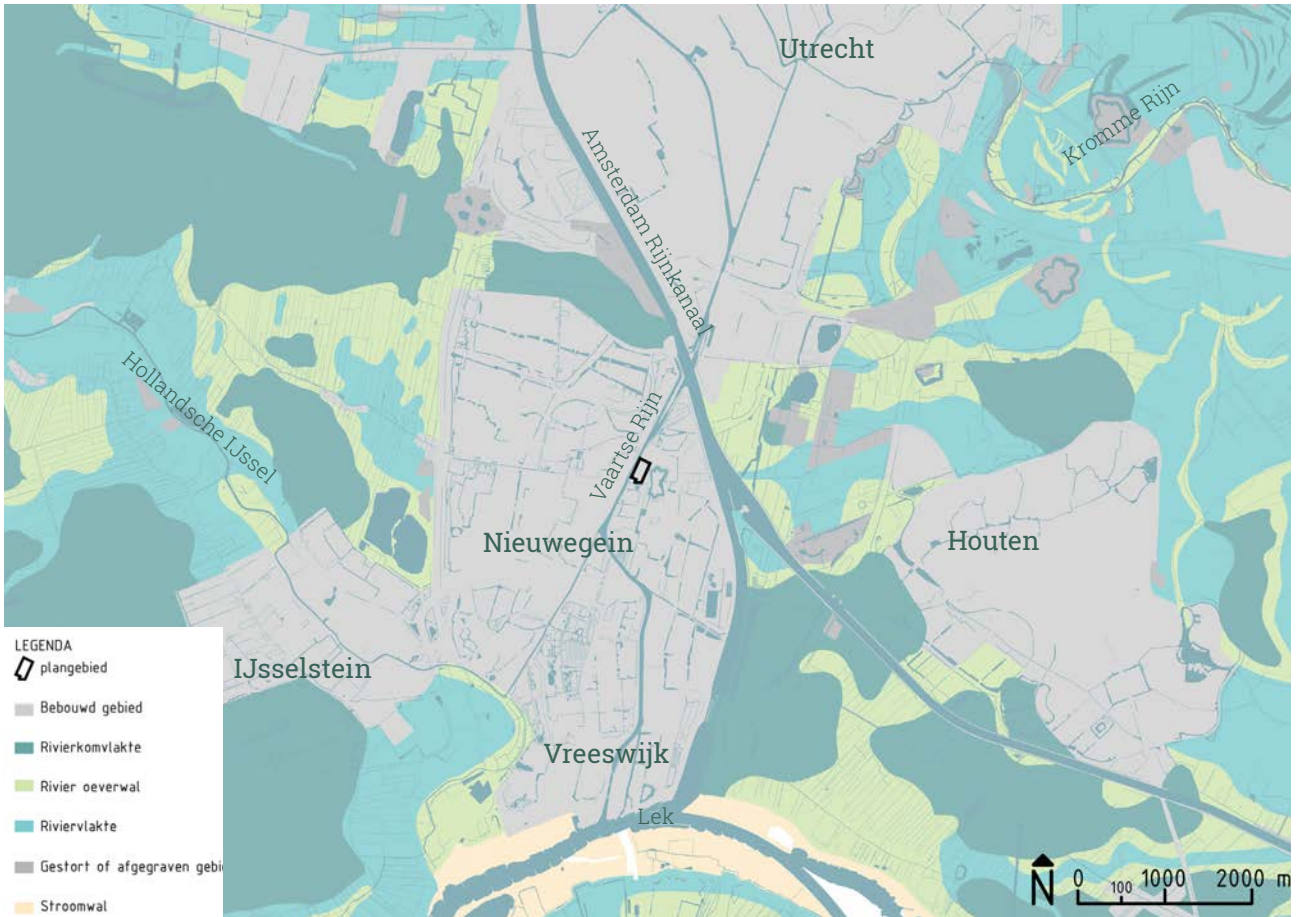 Utrecht
Kromme Rijn
Amsterdam Rijnkanaal
Hollandsche IJssel
Vaartse Rijn
Nieuwegein
Houten
IJsselstein
Vreeswijk
Lek
LEGENDA
plangebied
Bebouwd gebied
Rivierkomvlakte
Rivier oeverwal
Riviervlakte
Gestort of afgegraven gebi
Stroomwal
N 0 100 1000 2000 m